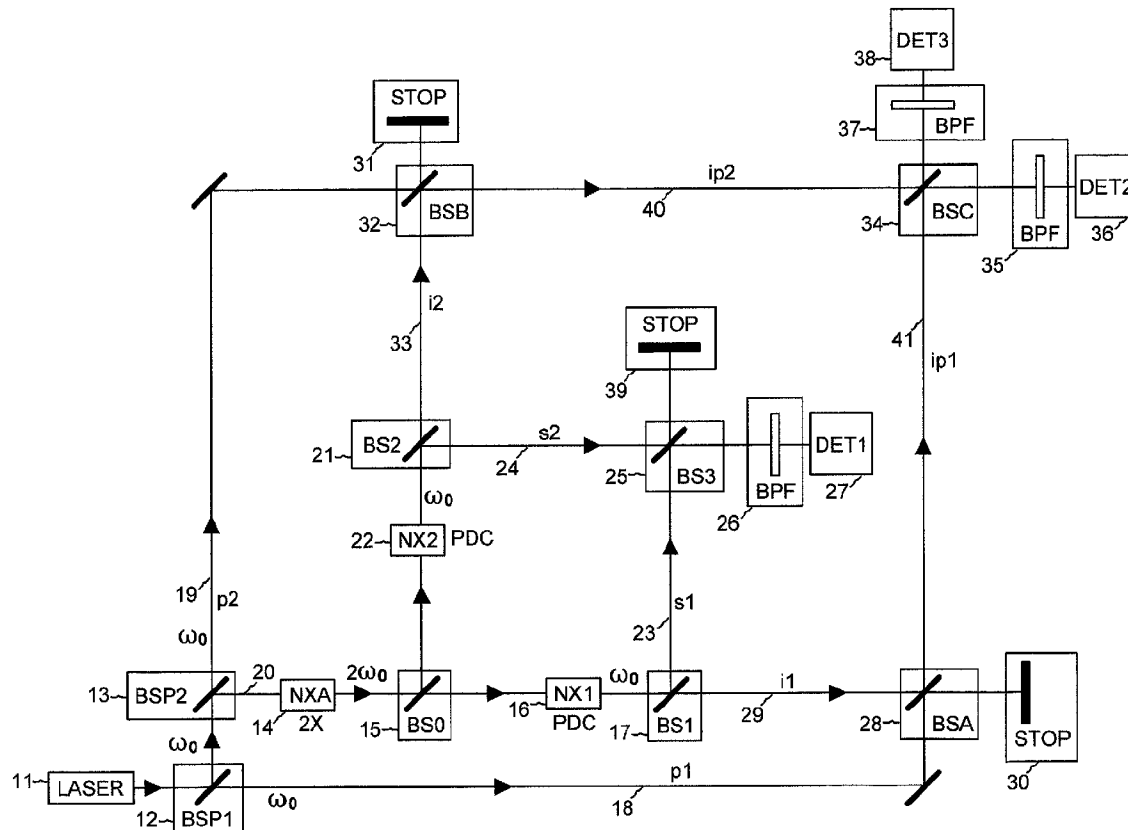 DET3
38
STOP
37
BPF
31
ip2
DET2
BSB
BSC
32
40
34
BPF
36
35
i2
STOP
41
33
39
ip1
BS2
s2
DET1
21
24
25
BS3
27
ω₀
BPF
26
22
NX2
PDC
19
p2
s1
23
ω₀
20
2ω₀
ω₀
i1
13
BSP2
NXA
NX1
14
2X
15
BS0
16
PDC
17
BS1
29
28
BSA
ω₀
STOP
11
LASER
p1
30
ω₀
18
12
BSP1